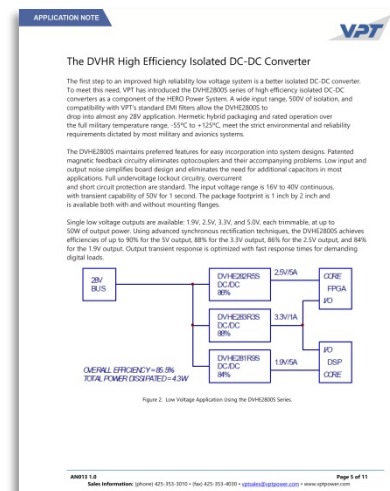 APPLICATION NOTE
VPT
The DVHR High Efficiency Isolated DC-DC Converter
The first step to an improved high reliability low voltage system is a better isolated DC-DC converter.
To meet this need, VPT has introduced the DVHE2800S series of high efficiency isolated DC-DC
converters as a component of the HERO Power System. A wide input range, 500V of isolation, and
compatibility with VPT's standard EMI filters allow the DVHE2800S to
drop into almost any 28V application. Hermetic hybrid packaging and rated operation over
the full military temperature range, -55°C to +125°C, meet the strict environmental and reliability
requirements dictated by most military and avionics systems.
The DVHE2800S maintains preferred features for easy incorporation into system designs. Patented
magnetic feedback circuitry eliminates optocouplers and their accompanying problems. Low input and
output noise simplifies board design and eliminates the need for additional capacitors in most
applications. Full undervoltage lockout circuitry, overcurrent
and short circuit protection are standard. The input voltage range is 16V to 40V continuous,
with transient capability of 50V for 1 second. The package footprint is 1 inch by 2 inch and
is available both with and without mounting flanges.
Single low voltage outputs are available: 1.9V, 2.5V, 3.3V, and 5.0V, each trimmable, at up to
50W of output power. Using advanced synchronous rectification techniques, the DVHE2800S achieves
efficiencies of up to 90% for the 5V output, 88% for the 3.3V output, 86% for the 2.5V output, and 84%
for the 1.9V output. Output transient response is optimized with fast response times for demanding
digital loads.
28V
BUS
DVHE282R5S
DC/DC
86%
2.5V/5A
CORE
FPGA
I/O
DVHE283R3S
DC/DC
88%
3.3V/1A
DVHE281R9S
DC/DC
84%
1.9V/5A
I/O
DSP
CORE
OVERALL EFFICIENCY = 85.5%
TOTAL POWER DISSIPATED = 4.3W
Figure 2. Low Voltage Application Using the DVHE2800S Series.
AN013 1.0
Page 5 of 11
Sales Information: (phone) 425-353-3010 • (fax) 425-353-4030 • vptsales@vptpower.com • www.vptpower.com